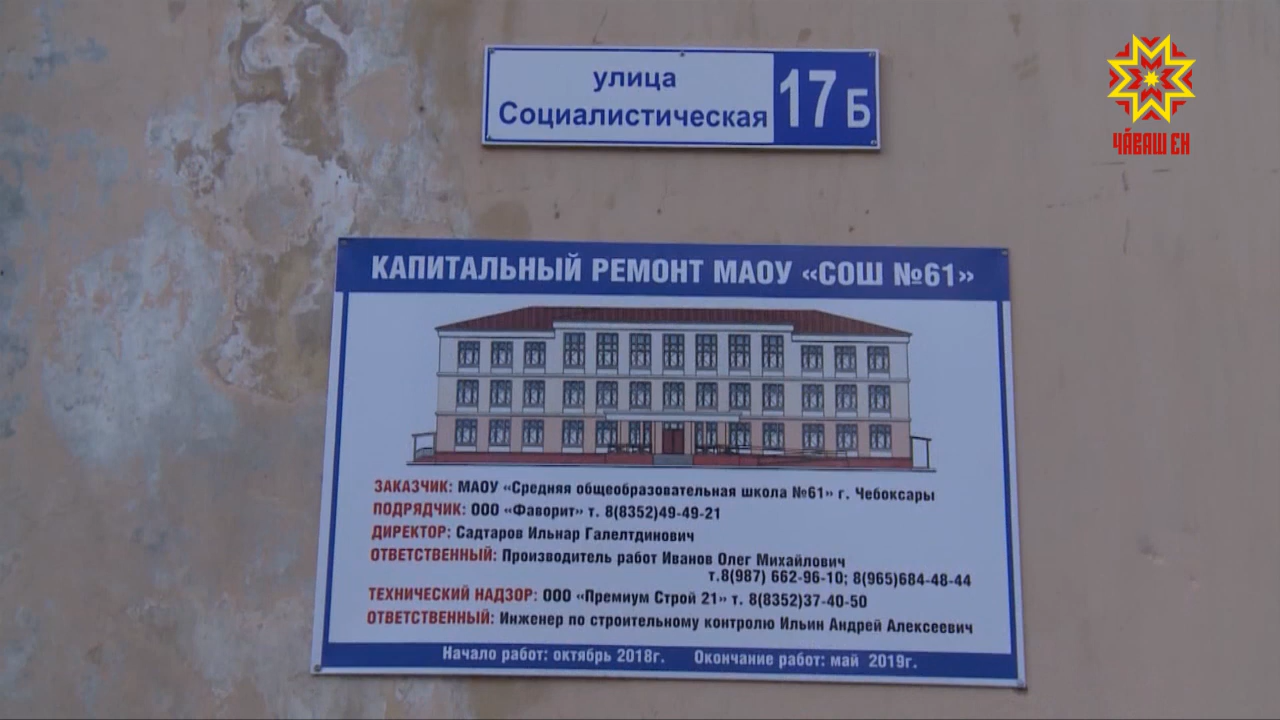 улица
Социалистическая
17 Б
ЧӐВАШ ЕН
КАПИТАЛЬНЫЙ РЕМОНТ МАОУ «СОШ №61»
ЗАКАЗЧИК: МАОУ «Средняя общеобразовательная школа №61» г. Чебоксары
ПОДРЯДЧИК: ООО «Фаворит» т. 8(8352)49-49-21
ДИРЕКТОР: Садтаров Ильнар Галелтдинович
ОТВЕТСТВЕННЫЙ: Производитель работ Иванов Олег Михайлович
т.8(987) 662-96-10; 8(965)684-48-44
ТЕХНИЧЕСКИЙ НАДЗОР: ООО «Премиум Строй 21» т. 8(8352)37-40-50
ОТВЕТСТВЕННЫЙ: Инженер по строительному контролю Ильин Андрей Алексеевич
Начало работ: октябрь 2018г. Окончание работ: май 2019г.